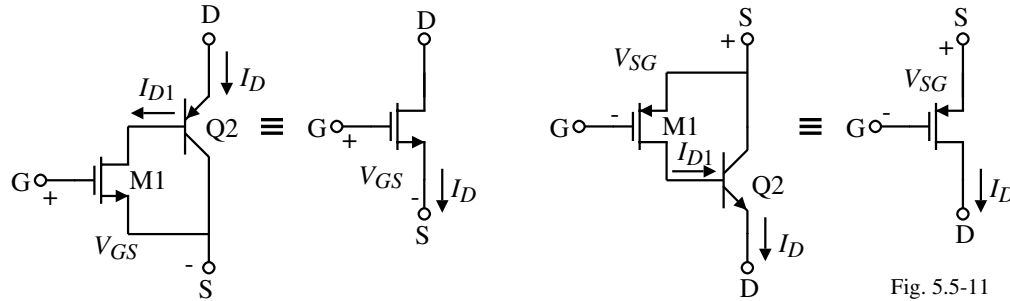 D
I_D
I_D1
Q2
G
+
M1
V_GS
-
S
≡
D
G
+
V_GS
-
I_D
S
S
+
V_SG
G
-
M1
I_D1
Q2
I_D
D
≡
S
+
V_SG
G
-
I_D
D
Fig. 5.5-11